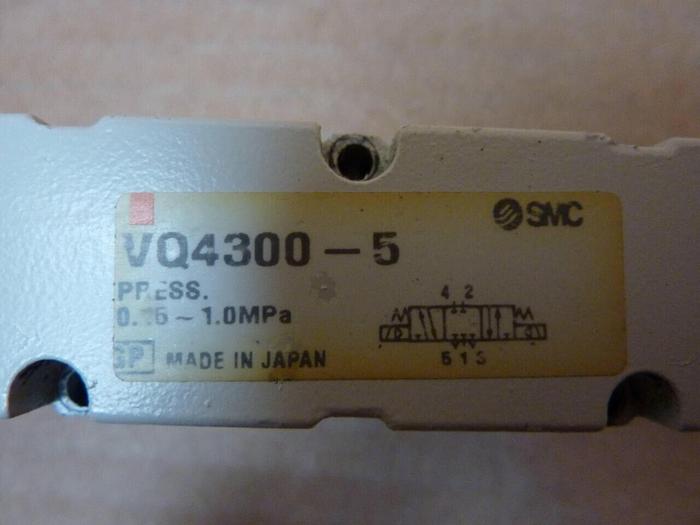 SMC
VQ4300-5
PRESS.
~1.0MPa
MADE IN JAPAN
4 2
5 1 3